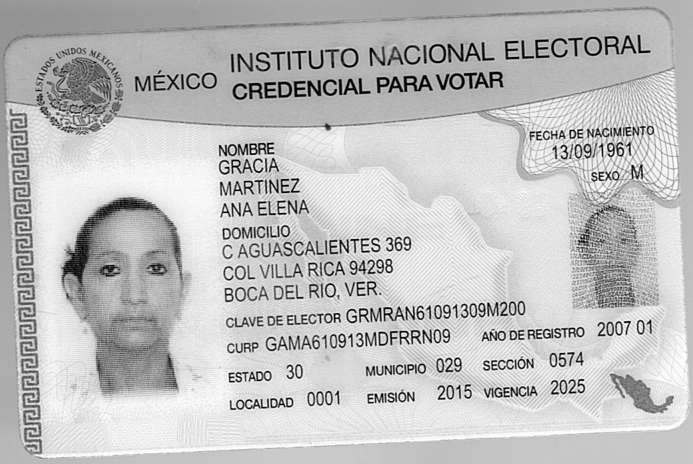 ESTADOS UNIDOS MEXICANOS
MÉXICO INSTITUTO NACIONAL ELECTORAL
CREDENCIAL PARA VOTAR
NOMBRE
GRACIA
MARTINEZ
ANA ELENA
FECHA DE NACIMIENTO
13/09/1961
SEXO M
DOMICILIO
C AGUASCALIENTES 369
COL VILLA RICA 94298
BOCA DEL RIO, VER.
CLAVE DE ELECTOR GRMRAN61091309M200
CURP GAMA610913MDFRRN09 AÑO DE REGISTRO 2007 01
ESTADO 30 MUNICIPIO 029 SECCIÓN 0574
LOCALIDAD 0001 EMISIÓN 2015 VIGENCIA 2025